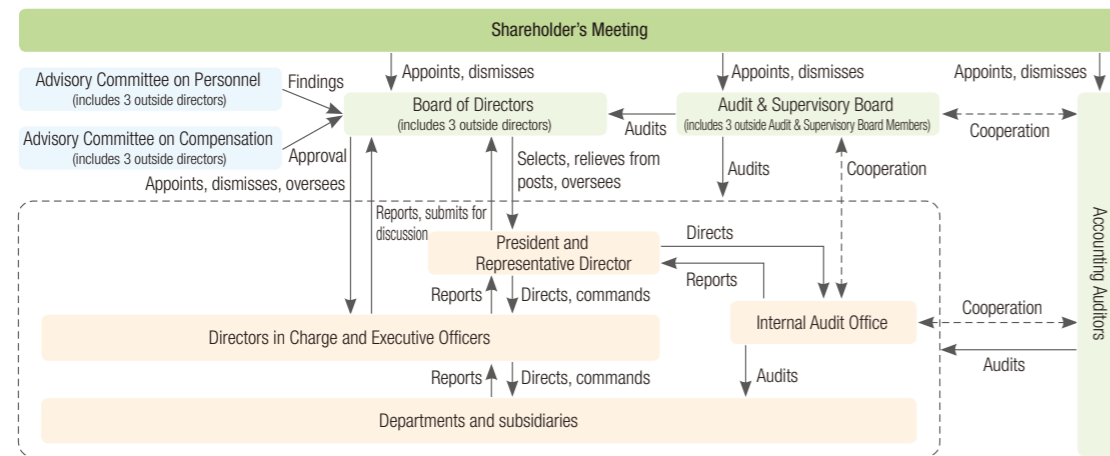 Shareholder's Meeting
Appoints, dismisses
Appoints, dismisses
Appoints, dismisses
Advisory Committee on Personnel
(includes 3 outside directors)
Findings
Board of Directors
(includes 3 outside directors)
Audits
Audit & Supervisory Board
(includes 3 outside Audit & Supervisory Board Members)
Cooperation
Advisory Committee on Compensation
(includes 3 outside directors)
Approval
Appoints, dismisses, oversees
Selects, relieves from
posts, oversees
Audits
Cooperation
Reports, submits for
discussion
President and
Representative Director
Directs
Reports
Reports
Directs, commands
Directors in Charge and Executive Officers
Internal Audit Office
Cooperation
Audits
Accounting Auditors
Reports
Directs, commands
Audits
Departments and subsidiaries